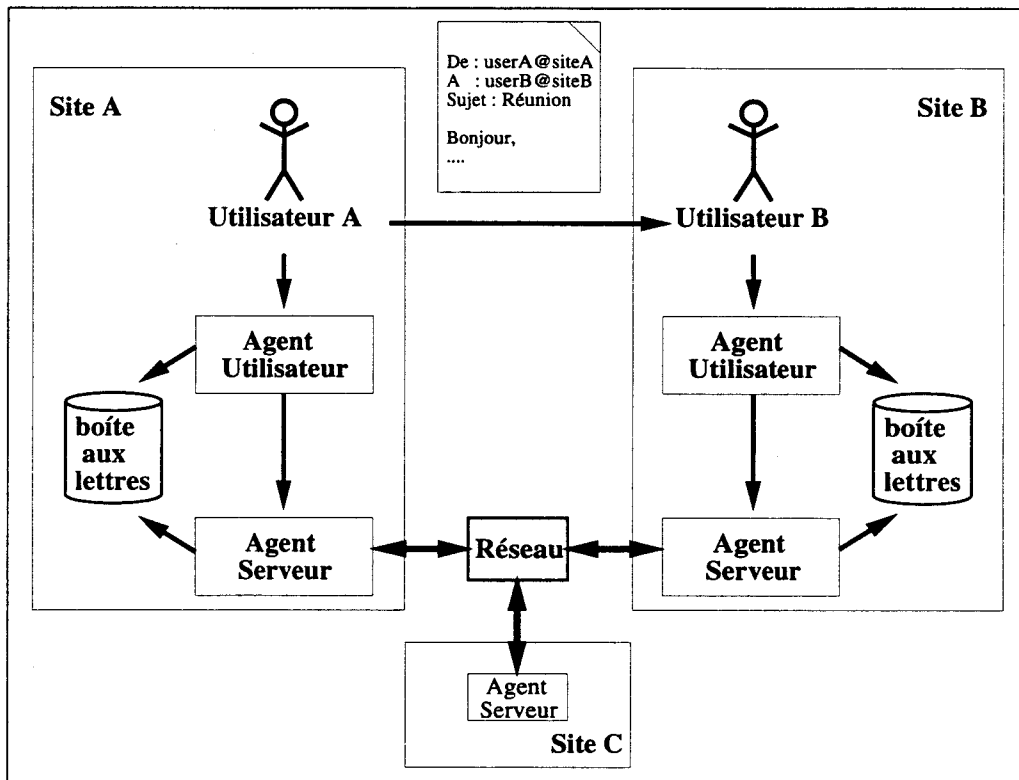 De : userA@siteA
A : userB@siteB
Sujet : Réunion
Bonjour,
....
Site A
Site B
Utilisateur A
Utilisateur B
Agent
Utilisateur
Agent
Utilisateur
boîte
aux
lettres
boîte
aux
lettres
Agent
Serveur
Réseau
Agent
Serveur
Agent
Serveur
Site C